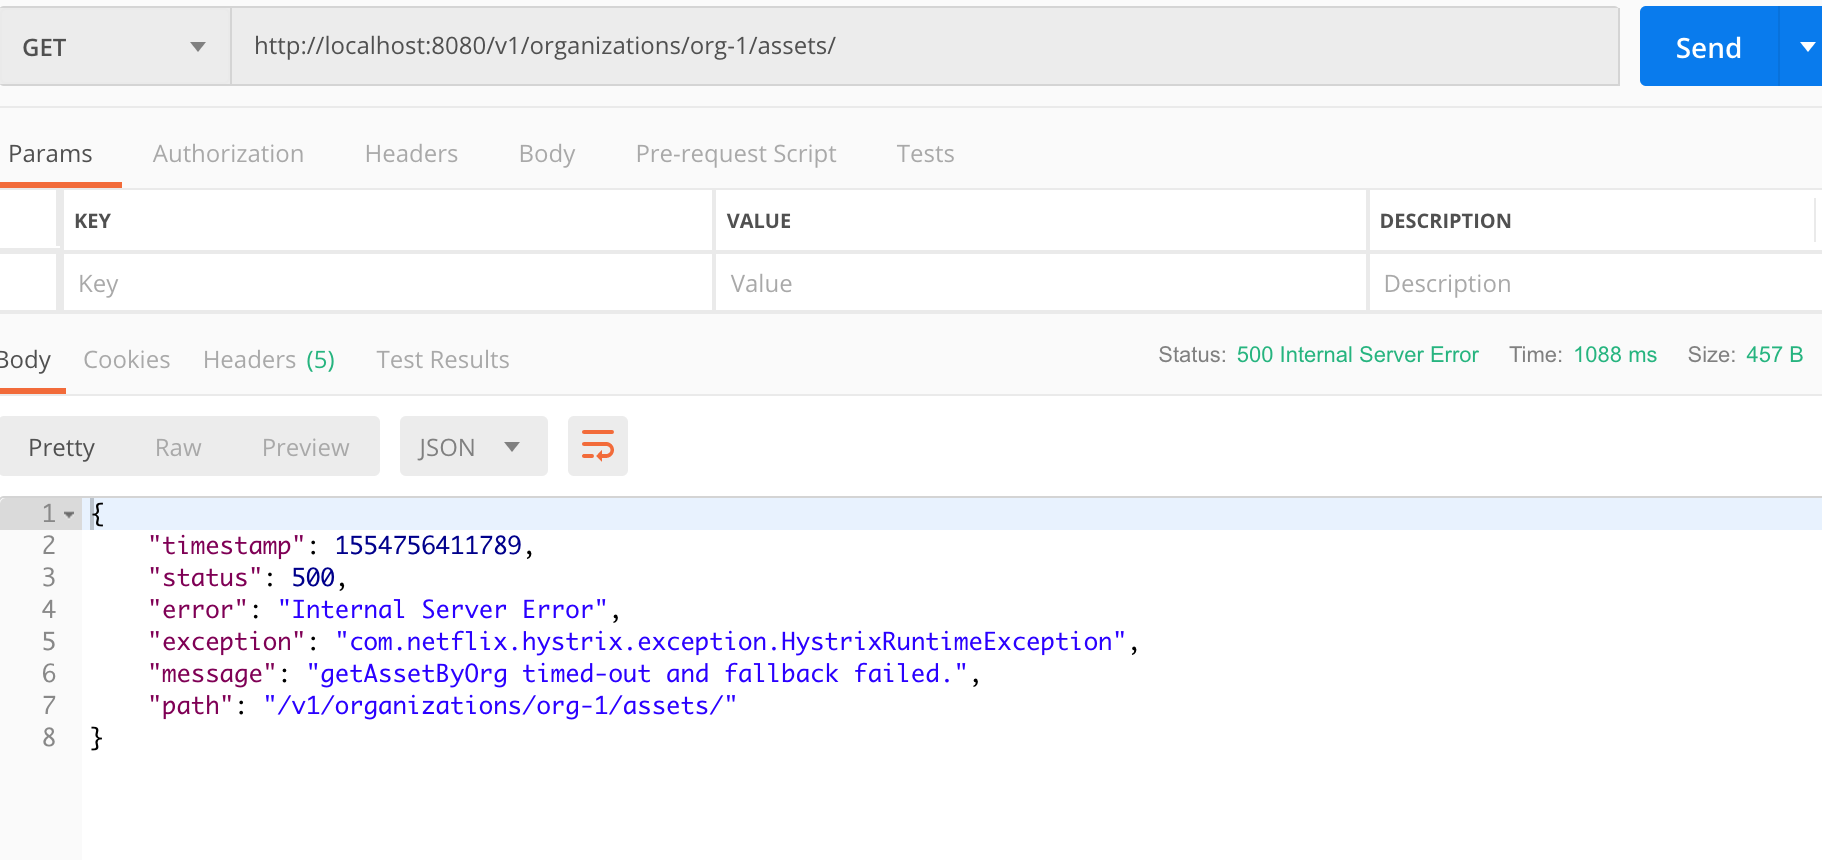 GET http://localhost:8080/v1/organizations/org-1/assets/ Send
Params Authorization Headers Body Pre-request Script Tests
KEY VALUE DESCRIPTION
Key Value Description
Body Cookies Headers (5) Test Results Status: 500 Internal Server Error Time: 1088 ms Size: 457 B
Pretty Raw Preview JSON
1 {
2 "timestamp": 1554756411789,
3 "status": 500,
4 "error": "Internal Server Error",
5 "exception": "com.netflix.hystrix.exception.HystrixRuntimeException",
6 "message": "getAssetByOrg timed-out and fallback failed.",
7 "path": "/v1/organizations/org-1/assets/"
8 }